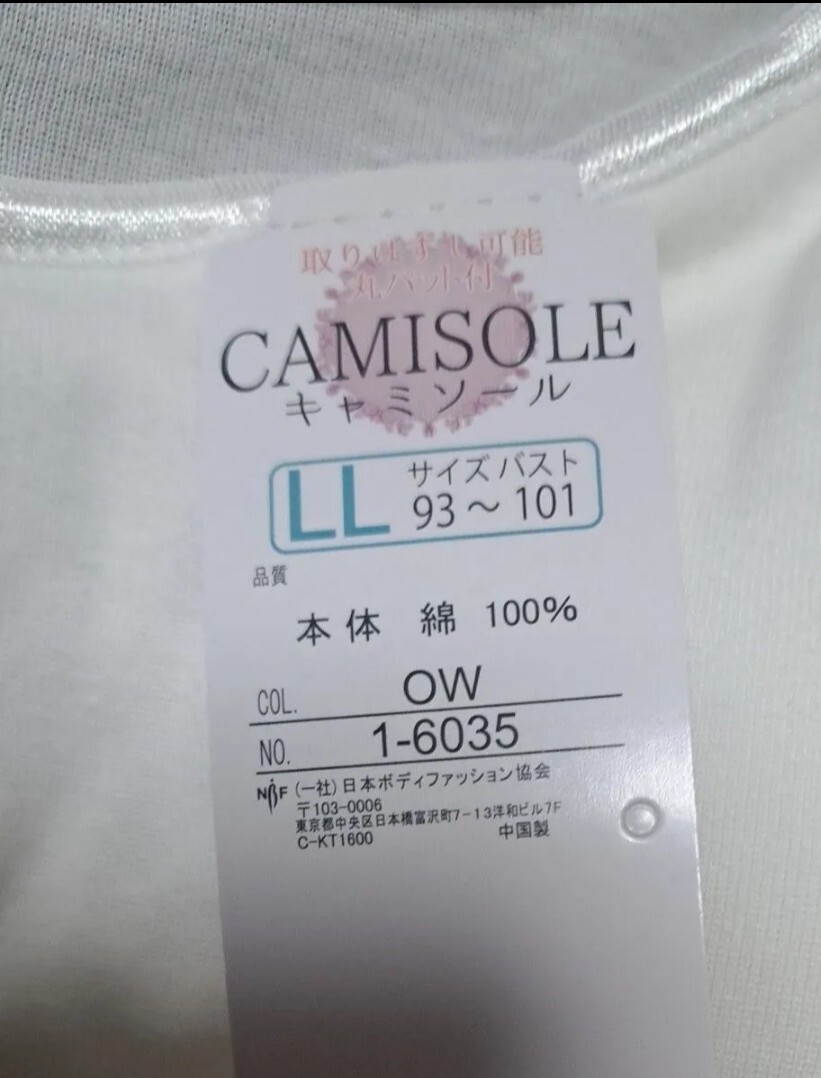 取りはずし可能
丸パット付
CAMISOLE
キャミソール
LL サイズ バスト
93～101
品質
本体 綿 100%
COL. OW
NO. 1-6035
NBF (一社)日本ボディファッション協会
〒103-0006
東京都中央区日本橋富沢町7-13洋和ビル7F
C-KT1600 中国製